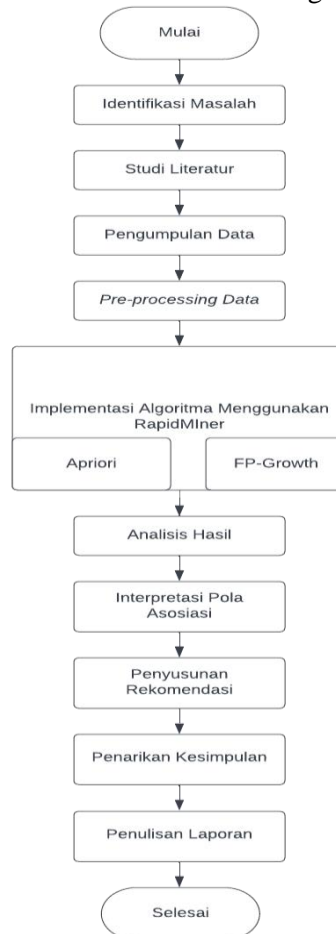 Mulai
Identifikasi Masalah
Studi Literatur
Pengumpulan Data
Pre-processing Data
Implementasi Algoritma Menggunakan
RapidMIner
Apriori
FP-Growth
Analisis Hasil
Interpretasi Pola
Asosiasi
Penyusunan
Rekomendasi
Penarikan Kesimpulan
Penulisan Laporan
Selesai